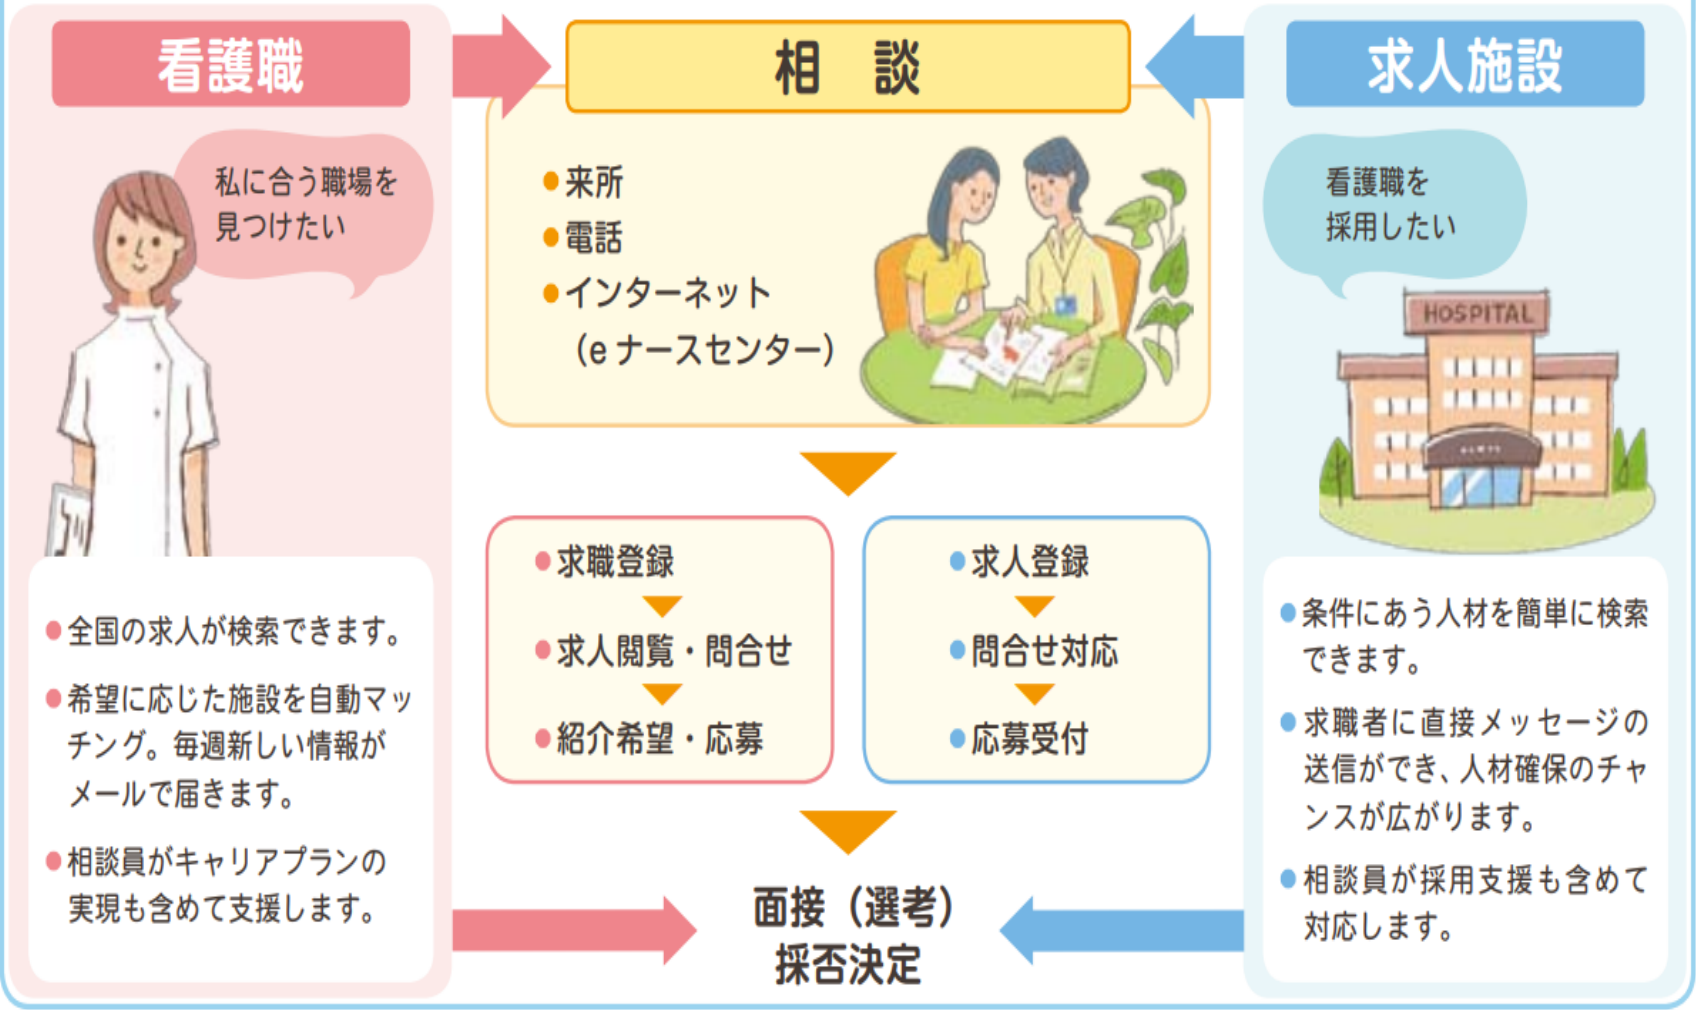 看護職
私に合う職場を
見つけたい
●全国の求人が検索できます。
●希望に応じた施設を自動マッ
チング。毎週新しい情報が
メールで届きます。
●相談員がキャリアプランの
実現も含めて支援します。
相 談
●来所
●電話
●インターネット
（eナースセンター）
●求職登録
●求人閲覧・問合せ
●紹介希望・応募
●求人登録
●問合せ対応
●応募受付
面接（選考）
採否決定
求人施設
看護職を
採用したい
HOSPITAL
●条件にあう人材を簡単に検索
できます。
●求職者に直接メッセージの
送信ができ、人材確保のチャ
ンスが広がります。
●相談員が採用支援も含めて
対応します。